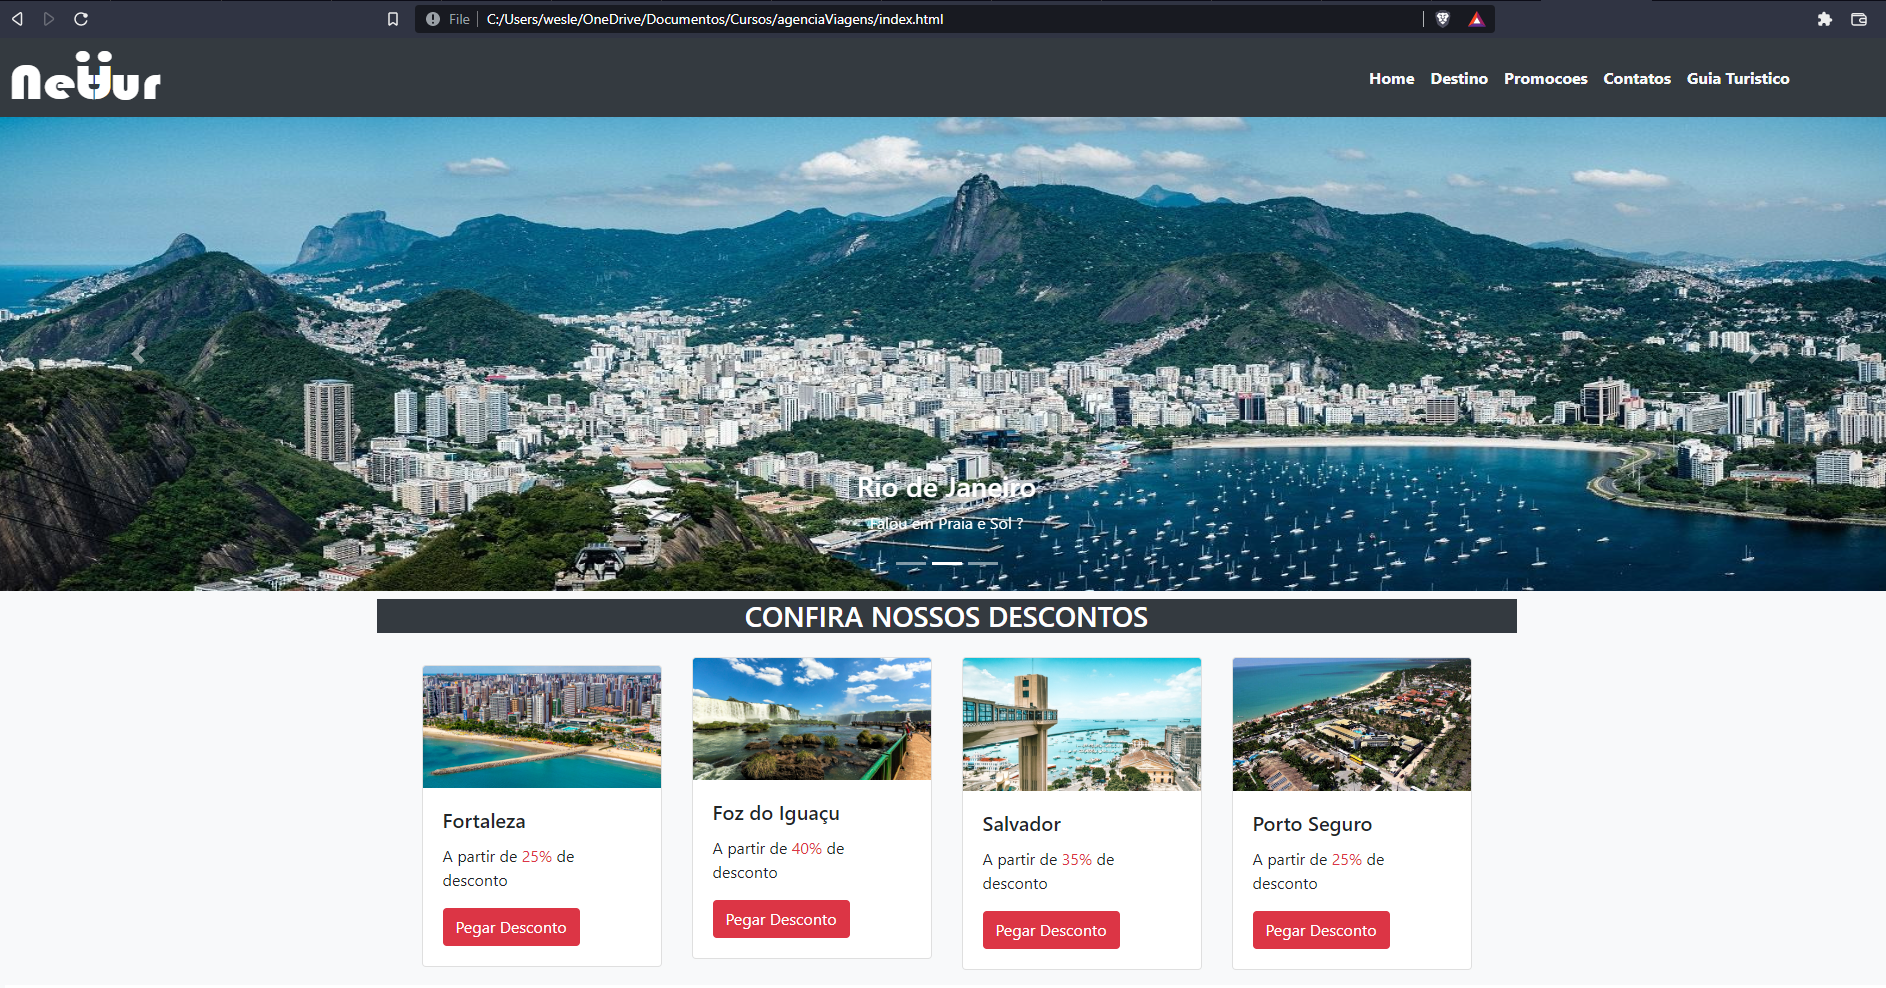 File
C:/Users/wesle/OneDrive/Documentos/Cursos/agenciaViagens/index.html
NetUur
Home Destino Promocoes Contatos Guia Turistico
Rio de Janeiro
Falou em Praia e Sol ?
CONFIRA NOSSOS DESCONTOS
Fortaleza
A partir de 25% de
desconto
Pegar Desconto
Foz do Iguaçu
A partir de 40% de
desconto
Pegar Desconto
Salvador
A partir de 35% de
desconto
Pegar Desconto
Porto Seguro
A partir de 25% de
desconto
Pegar Desconto